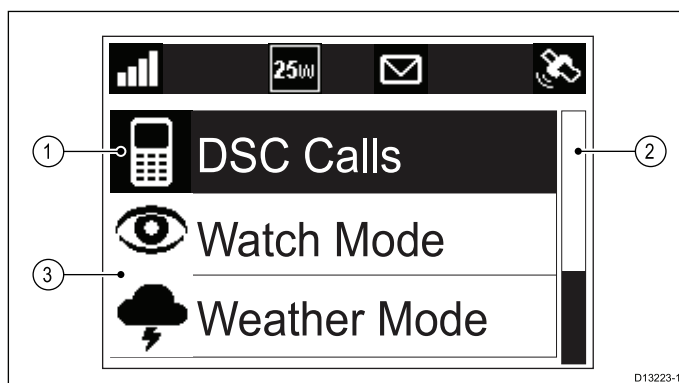 25W
1
DSC Calls
2
Watch Mode
3
Weather Mode
D13223-1